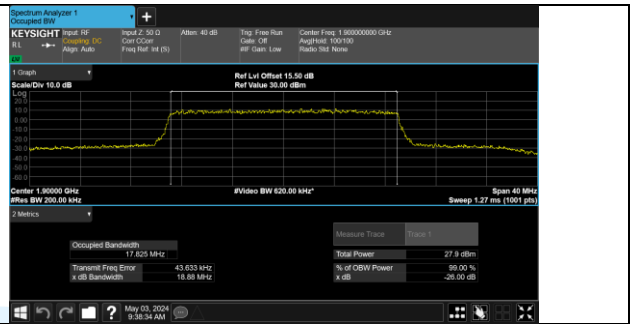 Spectrum Analyzer 1
Occupied BW
KEYSIGHT Input: RF Input Z: 50 Ω Atten: 40 dB Trig: Free Run Center Freq: 1.900000000 GHz
RL Coupling: DC Corr CCorr Gate: Off Avg|Hold: 100/100
Align: Auto Freq Ref: Int (S) #IF Gain: Low Radio Std: None
1 Graph
Ref Lvl Offset 15.50 dB
Scale/Div 10.0 dB Ref Value 30.00 dBm
Log
20.0
10.0
0.00
-10.0
-20.0
-30.0
-40.0
-50.0
-60.0
Center 1.90000 GHz #Video BW 620.00 kHz* Span 40 MHz
#Res BW 200.00 kHz Sweep 1.27 ms (1001 pts)
2 Metrics
Measure Trace Trace 1
Occupied Bandwidth
17.825 MHz Total Power 27.9 dBm
Transmit Freq Error 43.633 kHz % of OBW Power 99.00 %
x dB Bandwidth 18.88 MHz x dB -26.00 dB
?
May 03, 2024
9:38:34 AM